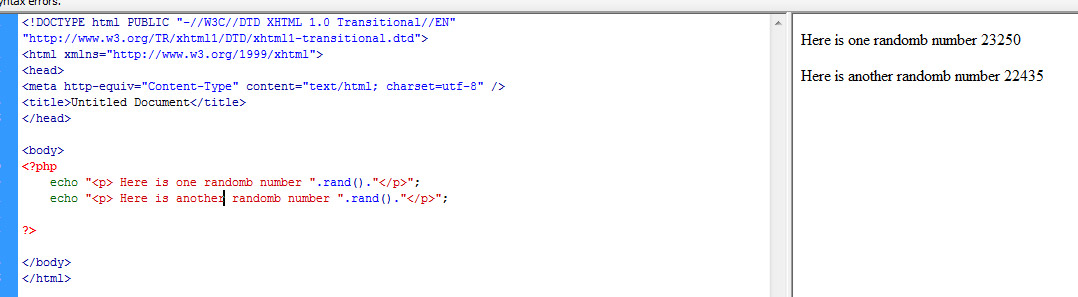 syntax errors.
<!DOCTYPE html PUBLIC "-//W3C//DTD XHTML 1.0 Transitional//EN"
"http://www.w3.org/TR/xhtml1/DTD/xhtml1-transitional.dtd">
<html xmlns="http://www.w3.org/1999/xhtml">
<head>
<meta http-equiv="Content-Type" content="text/html; charset=utf-8" />
<title>Untitled Document</title>
</head>
<body>
<?php
echo "<p> Here is one randomb number ".rand()."</p>";
echo "<p> Here is another randomb number ".rand()."</p>";
?>
</body>
</html>
Here is one randomb number 23250
Here is another randomb number 22435